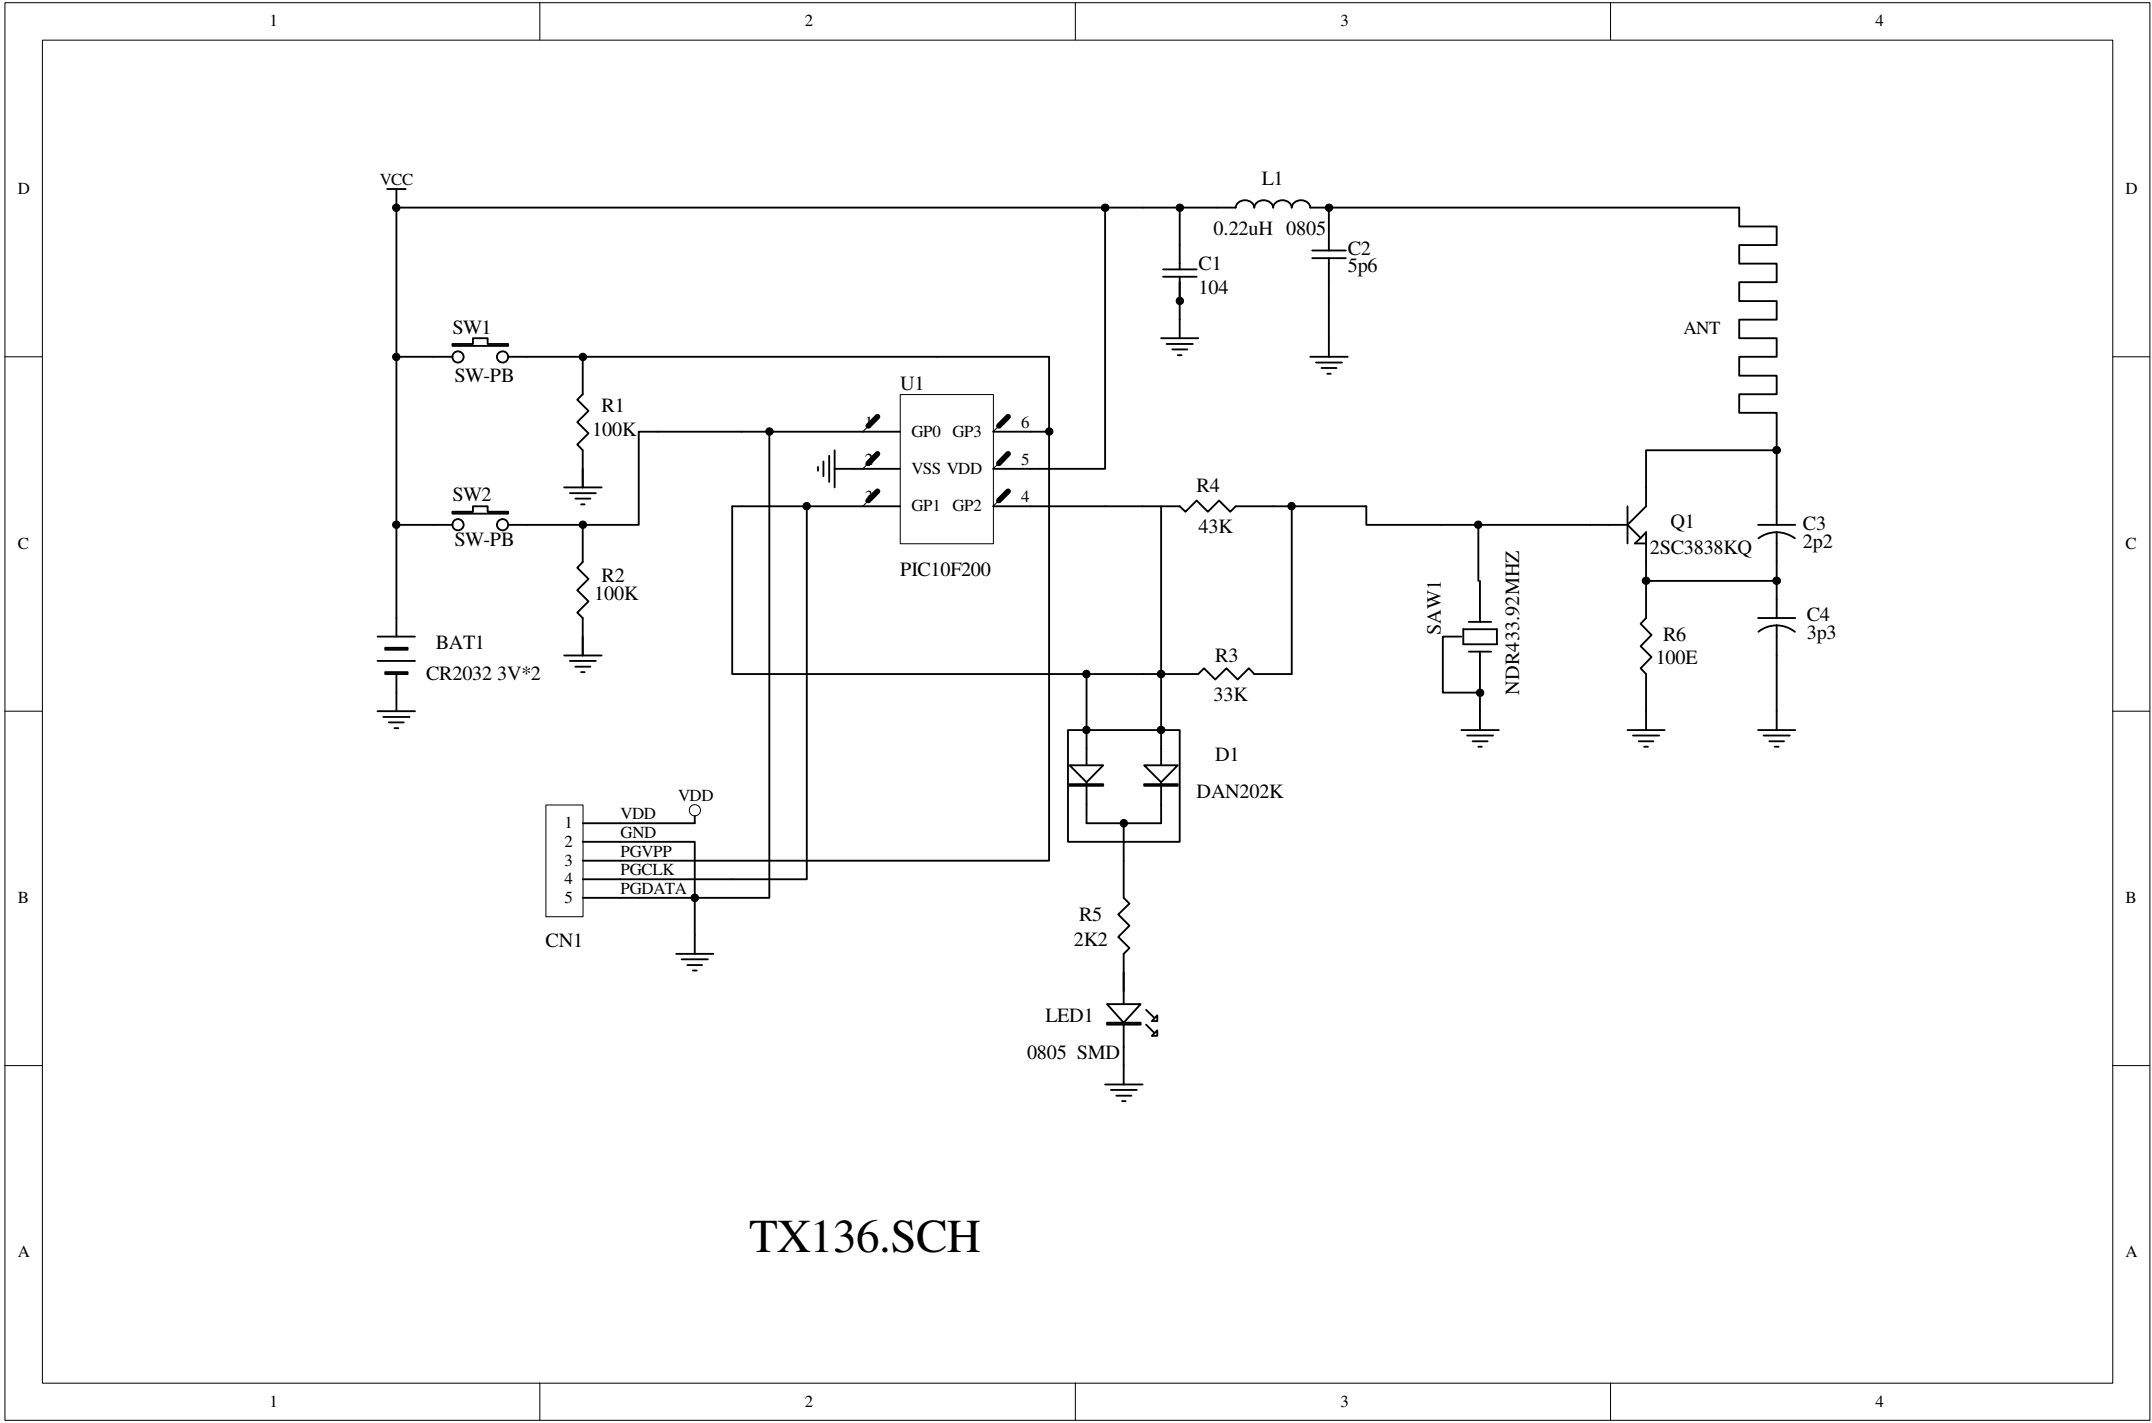 1 2 3 4
D D
VCC
L1
0.22uH 0805
C2
5p6
C1
104
SW1
SW-PB
ANT
U1
R1
100K
1 GP0 GP3 6
2 VSS VDD 5
3 GP1 GP2 4
PIC10F200
SW2
SW-PB
R4
43K
Q1
2SC3838KQ
C3
2p2
C C
R2
100K
SAW1
NDR433.92MHZ
C4
3p3
R6
100E
BAT1
CR2032 3V*2
R3
33K
D1
DAN202K
VDD
1 VDD
2 GND
3 PGVPP
4 PGCLK
5 PGDATA
CN1
B B
R5
2K2
LED1
0805 SMD
TX136.SCH
A A
1 2 3 4